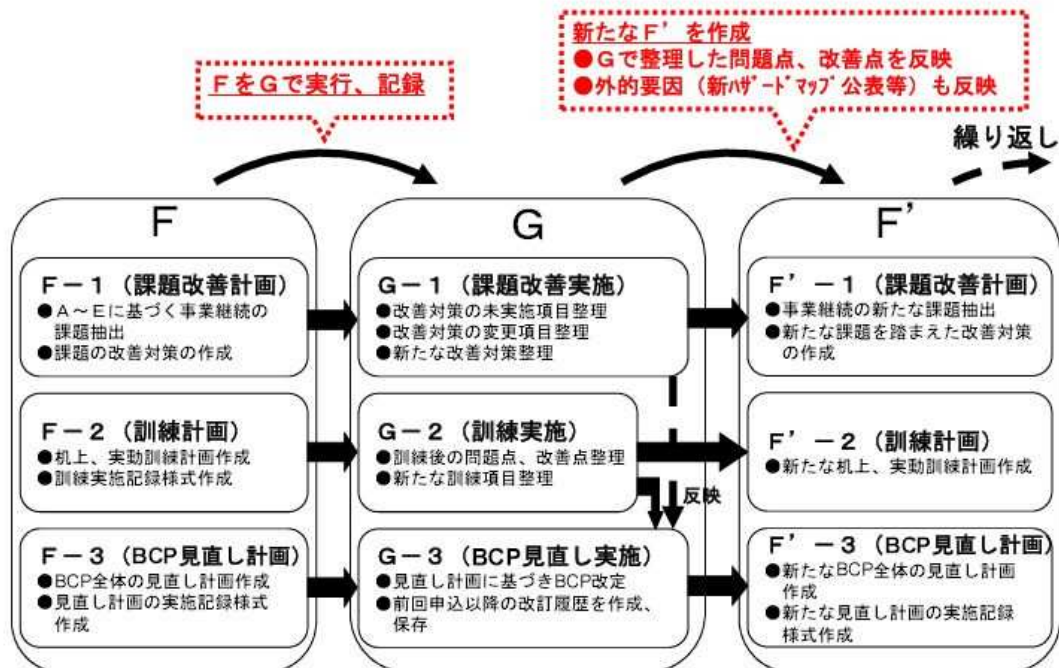 新たなF’を作成
●Gで整理した問題点、改善点を反映
●外的要因（新ﾊｻﾞｰﾄﾞﾏｯﾌﾟ公表等）も反映
FをGで実行、記録
繰り返し
F
F－1（課題改善計画）
●A～Eに基づく事業継続の
課題抽出
●課題の改善対策の作成
F－2（訓練計画）
●机上、実動訓練計画作成
●訓練実施記録様式作成
F－3（BCP見直し計画）
●BCP全体の見直し計画作成
●見直し計画の実施記録様式
作成
G
G－1（課題改善実施）
●改善対策の未実施項目整理
●改善対策の変更項目整理
●新たな改善対策整理
G－2（訓練実施）
●訓練後の問題点、改善点整理
●新たな訓練項目整理
反映
G－3（BCP見直し実施）
●見直し計画に基づきBCP改定
●前回申込以降の改訂履歴を作成、
保存
F’
F’－1（課題改善計画）
●事業継続の新たな課題抽出
●新たな課題を踏まえた改善対策
の作成
F’－2（訓練計画）
●新たな机上、実動訓練計画作成
F’－3（BCP見直し計画）
●新たなBCP全体の見直し計画
作成
●新たな見直し計画の実施記録
様式作成